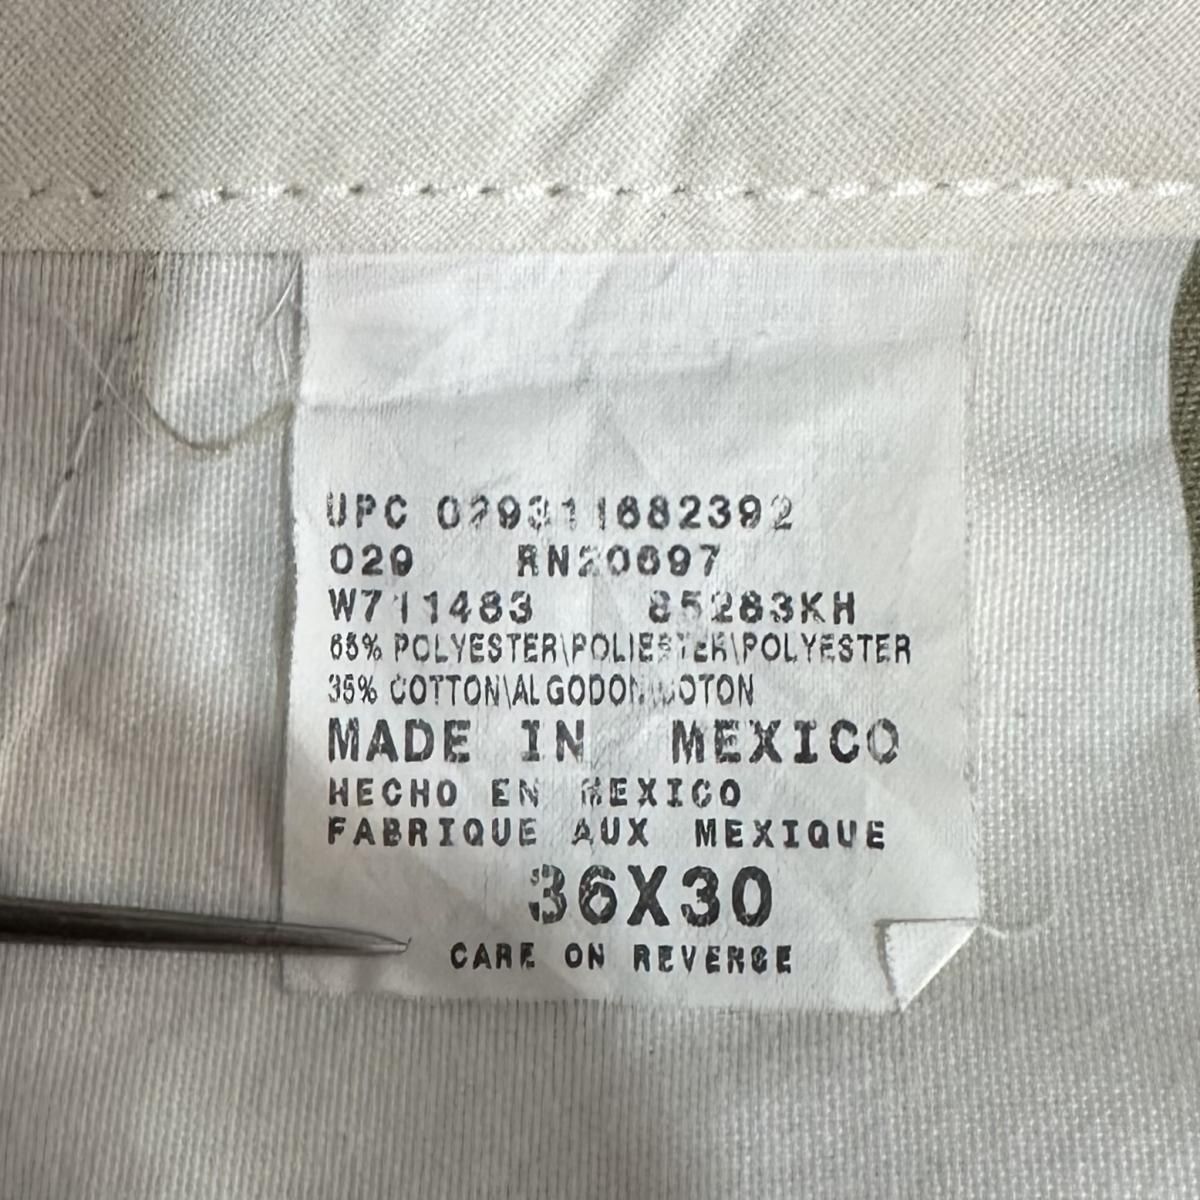 UPC 029311682392
029 RN20697
W711483 85283KH
65% POLYESTER\POLIESTER\POLYESTER
35% COTTON\ALGODON\COTON
MADE IN MEXICO
HECHO EN MEXICO
FABRIQUE AUX MEXIQUE
36X30
CARE ON REVERSE